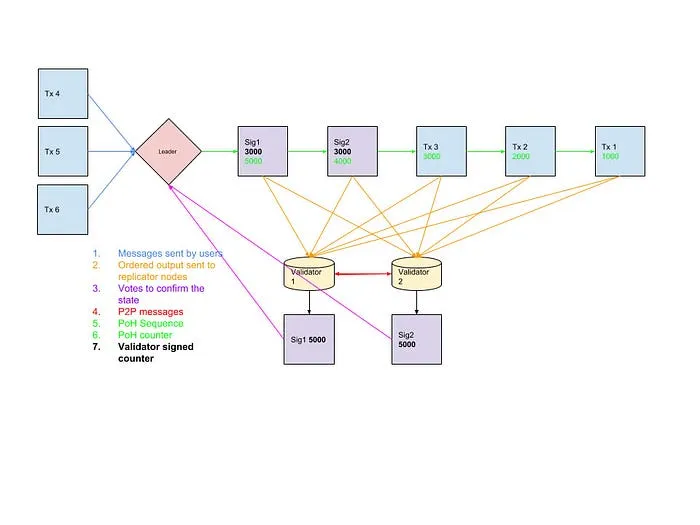 Tx 4
Tx 5
Tx 6
Leader
Sig1
3000
5000
Sig2
3000
4000
Tx 3
3000
Tx 2
2000
Tx 1
1000
1. Messages sent by users
2. Ordered output sent to
replicator nodes
3. Votes to confirm the
state
4. P2P messages
5. PoH Sequence
6. PoH counter
7. Validator signed
counter
Validator
1
Validator
2
Sig1 5000
Sig2
5000